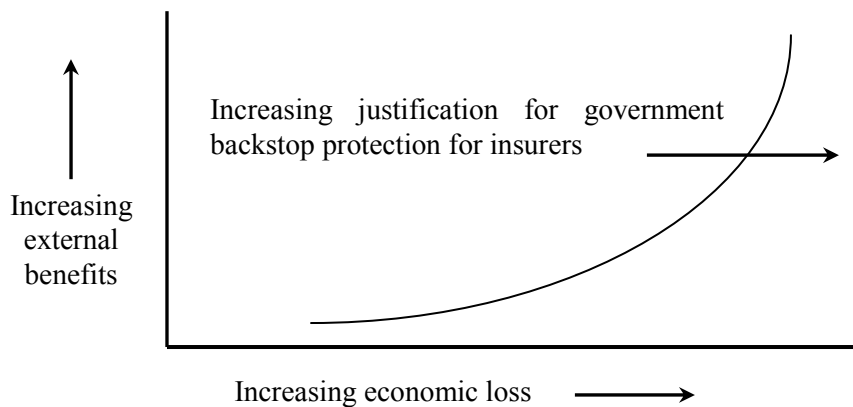 Increasing justification for government
backstop protection for insurers
Increasing
external
benefits
Increasing economic loss